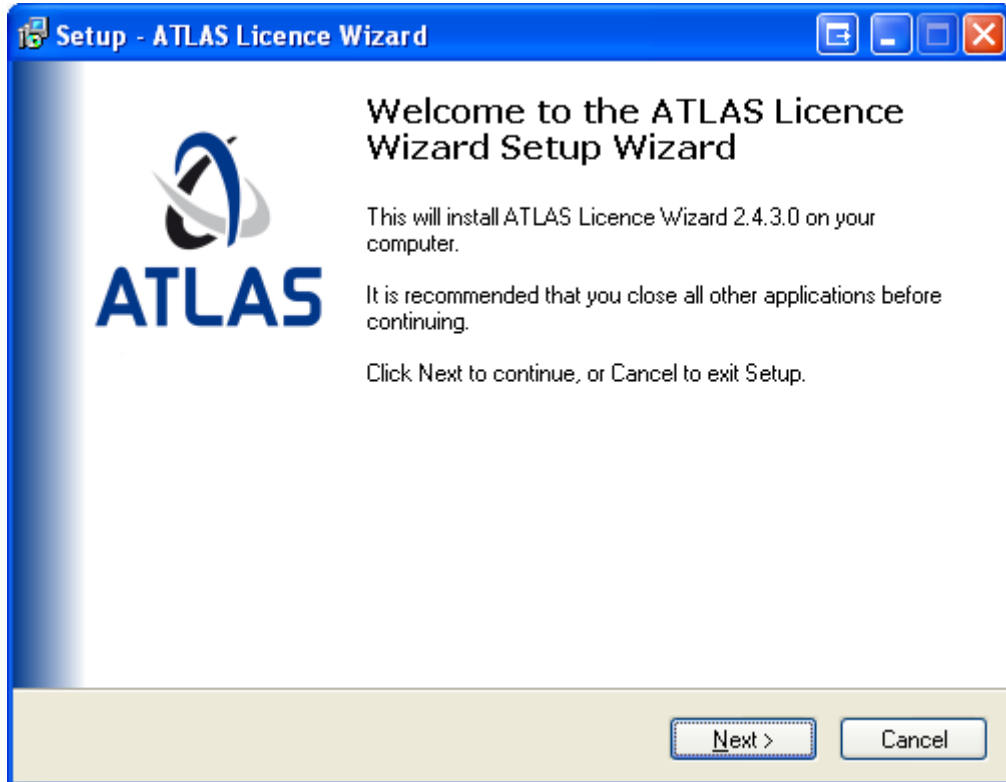 Setup - ATLAS Licence Wizard
Welcome to the ATLAS Licence
Wizard Setup Wizard
This will install ATLAS Licence Wizard 2.4.3.0 on your
computer.
It is recommended that you close all other applications before
continuing.
Click Next to continue, or Cancel to exit Setup.
ATLAS
Next >
Cancel